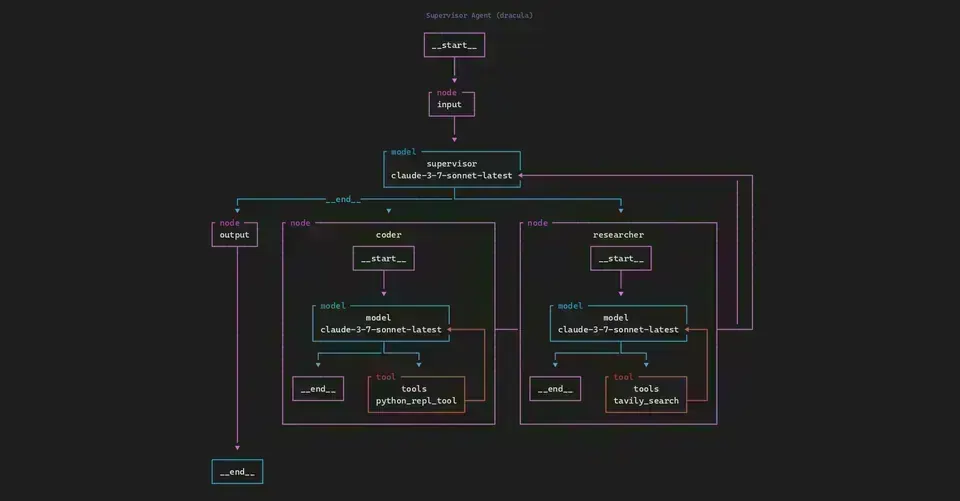 Supervisor Agent (dracula)
__start__
node
input
model
supervisor
claude-3-7-sonnet-latest
__end__
node
output
node
coder
__start__
model
model
claude-3-7-sonnet-latest
__end__
tool
tools
python_repl_tool
node
researcher
__start__
model
model
claude-3-7-sonnet-latest
__end__
tool
tools
tavily_search
__end__